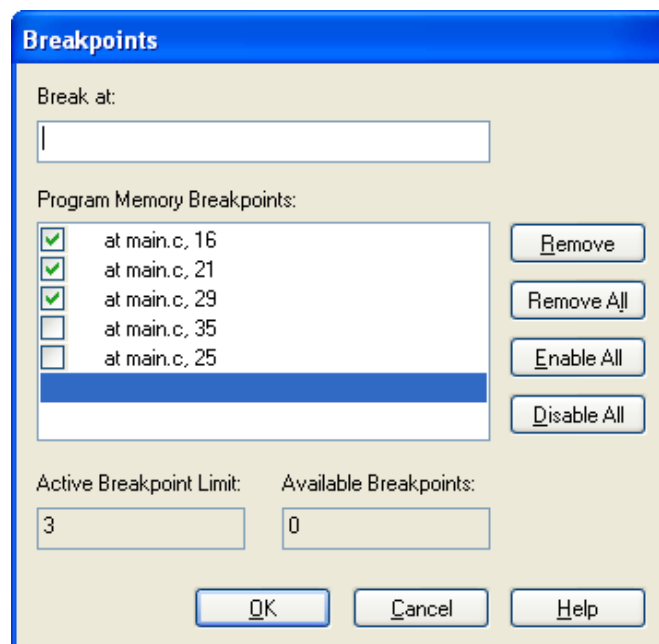 Breakpoints
Break at:
Program Memory Breakpoints:
at main.c, 16
at main.c, 21
at main.c, 29
at main.c, 35
at main.c, 25
Remove
Remove All
Enable All
Disable All
Active Breakpoint Limit: Available Breakpoints:
3 0
OK Cancel Help